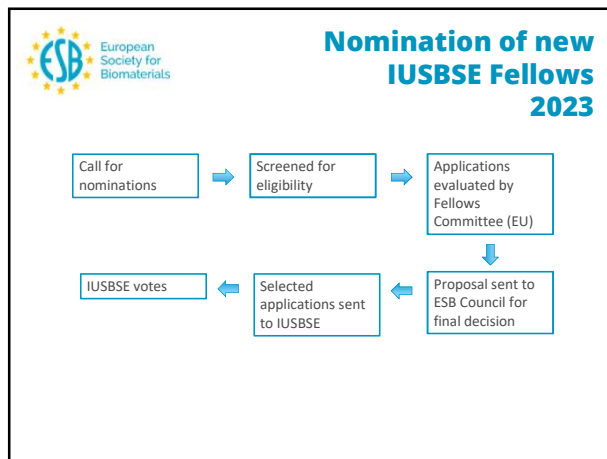 ESB
European
Society for
Biomaterials
Nomination of new
IUSBSE Fellows
2023
Call for
nominations
Screened for
eligibility
Applications
evaluated by
Fellows
Committee (EU)
Proposal sent to
ESB Council for
final decision
Selected
applications sent
to IUSBSE
IUSBSE votes